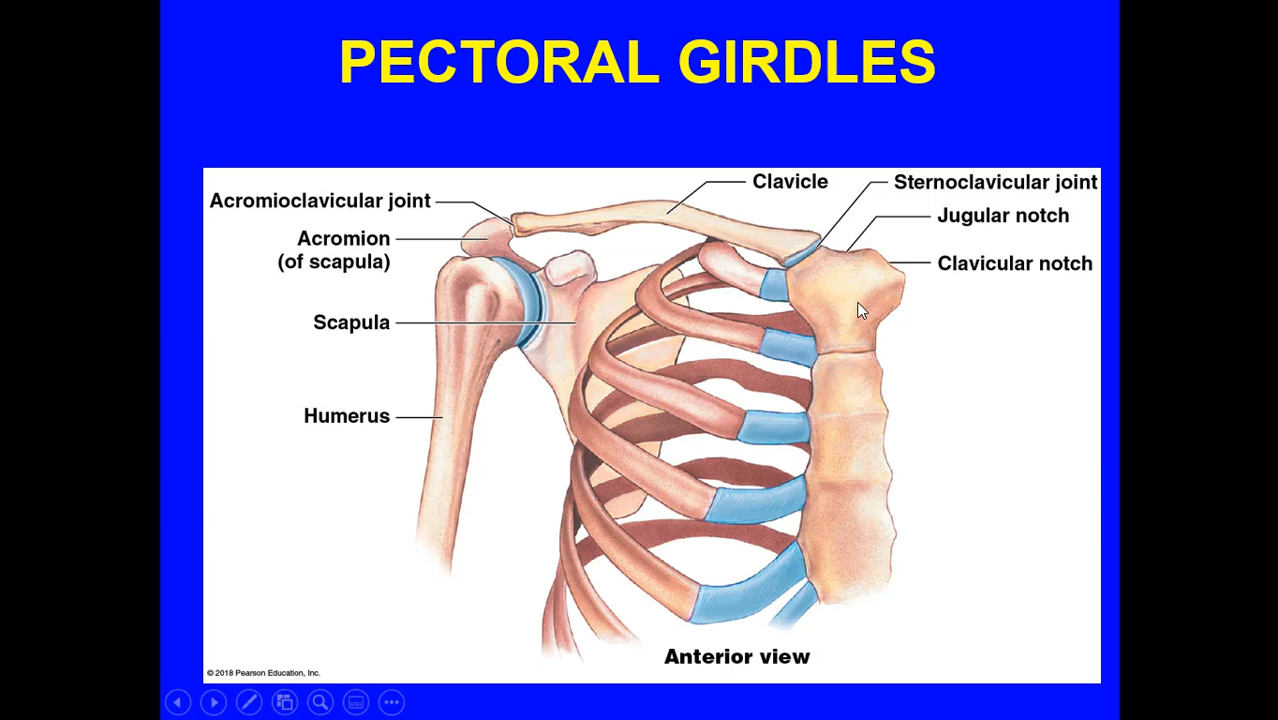 PECTORAL GIRDLES
Clavicle
Sternoclavicular joint
Acromioclavicular joint
Jugular notch
Acromion
(of scapula)
Clavicular notch
Scapula
Humerus
Anterior view
© 2018 Pearson Education, Inc.